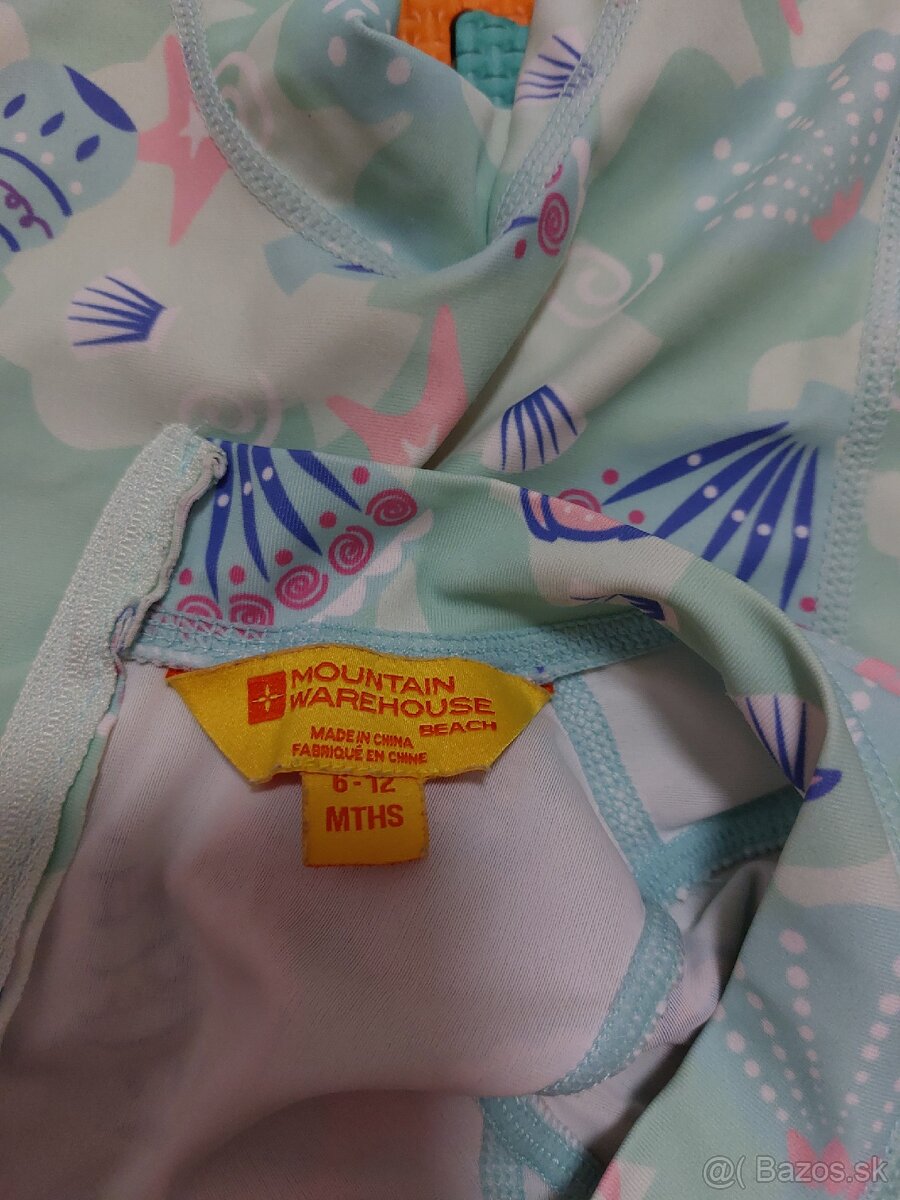 MOUNTAIN
WAREHOUSE
BEACH
MADE IN CHINA
FABRIQUÉ EN CHINE
6-12
MTHS
@( Bazos.sk